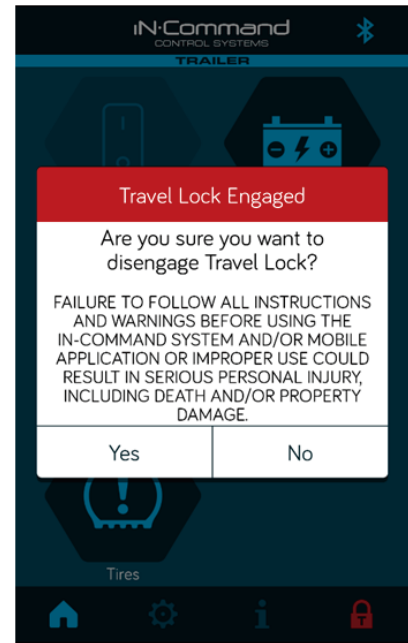 iN·Command
CONTROL SYSTEMS
TRAILER
Travel Lock Engaged
Are you sure you want to
disengage Travel Lock?
FAILURE TO FOLLOW ALL INSTRUCTIONS
AND WARNINGS BEFORE USING THE
IN-COMMAND SYSTEM AND/OR MOBILE
APPLICATION OR IMPROPER USE COULD
RESULT IN SERIOUS PERSONAL INJURY,
INCLUDING DEATH AND/OR PROPERTY
DAMAGE.
Yes No
Tires
T